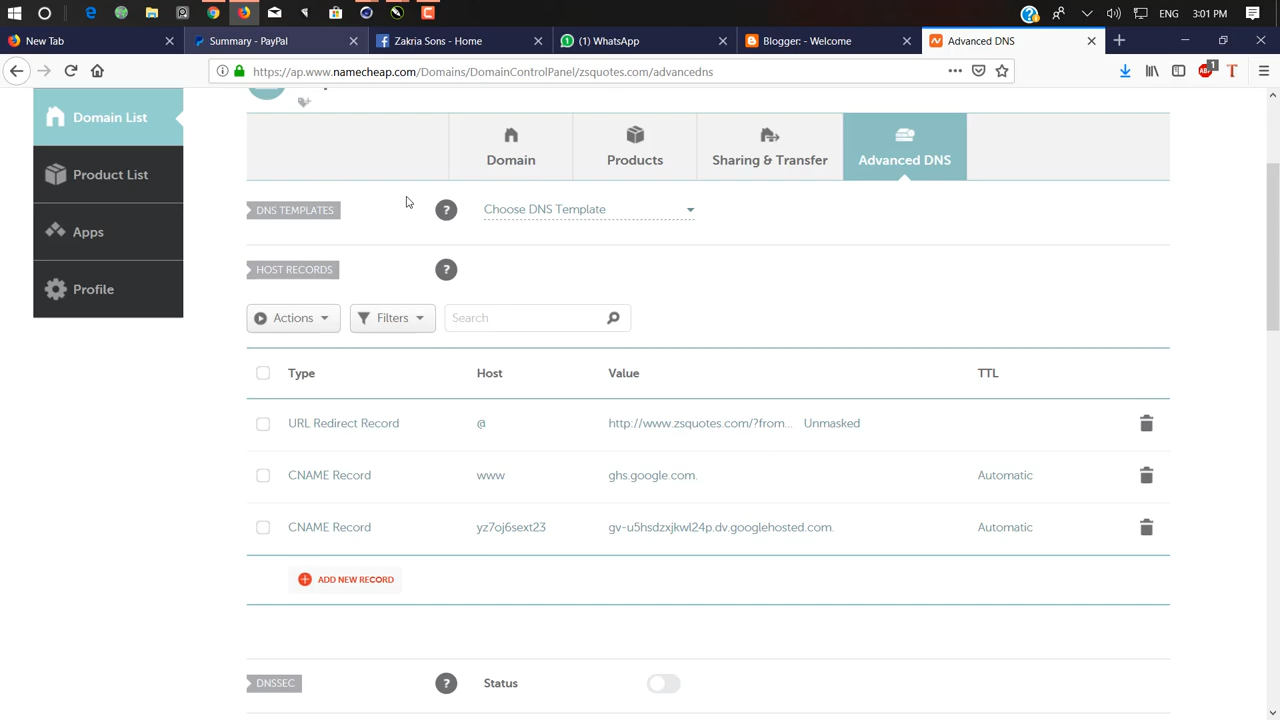 ENG 3:01 PM
New Tab
Summary - PayPal
Zakria Sons - Home
(1) WhatsApp
Blogger: - Welcome
Advanced DNS
https://ap.www.namecheap.com/Domains/DomainControlPanel/zsquotes.com/advancedns
1
Domain List
Product List
Apps
Profile
Domain
Products
Sharing & Transfer
Advanced DNS
DNS TEMPLATES ? Choose DNS Template
HOST RECORDS ?
Actions Filters Search
Type Host Value TTL
URL Redirect Record @ http://www.zsquotes.com/?from... Unmasked
CNAME Record www ghs.google.com. Automatic
CNAME Record yz7oj6sext23 gv-u5hsdzxjkwl24p.dv.googlehosted.com. Automatic
ADD NEW RECORD
DNSSEC ? Status